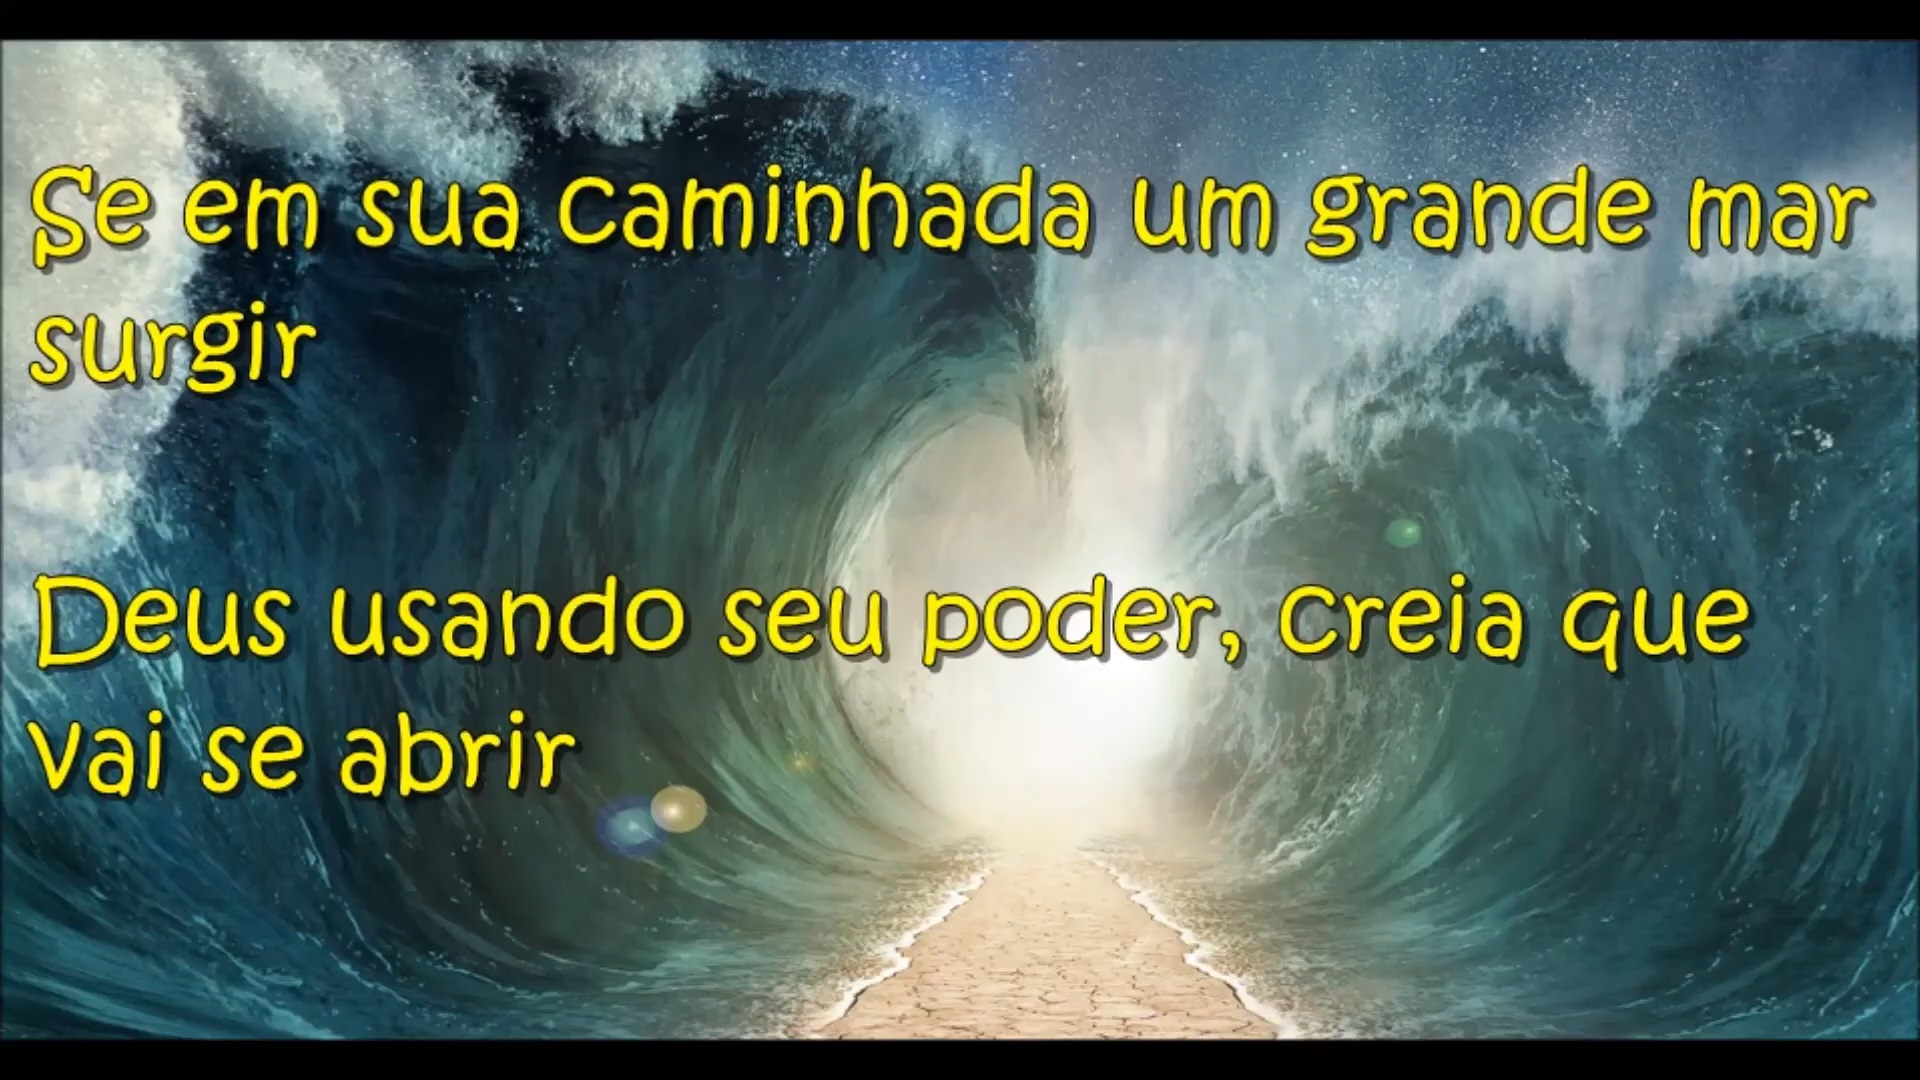 Se em sua caminhada um grande mar
surgir
Deus usando seu poder, creia que
vai se abrir